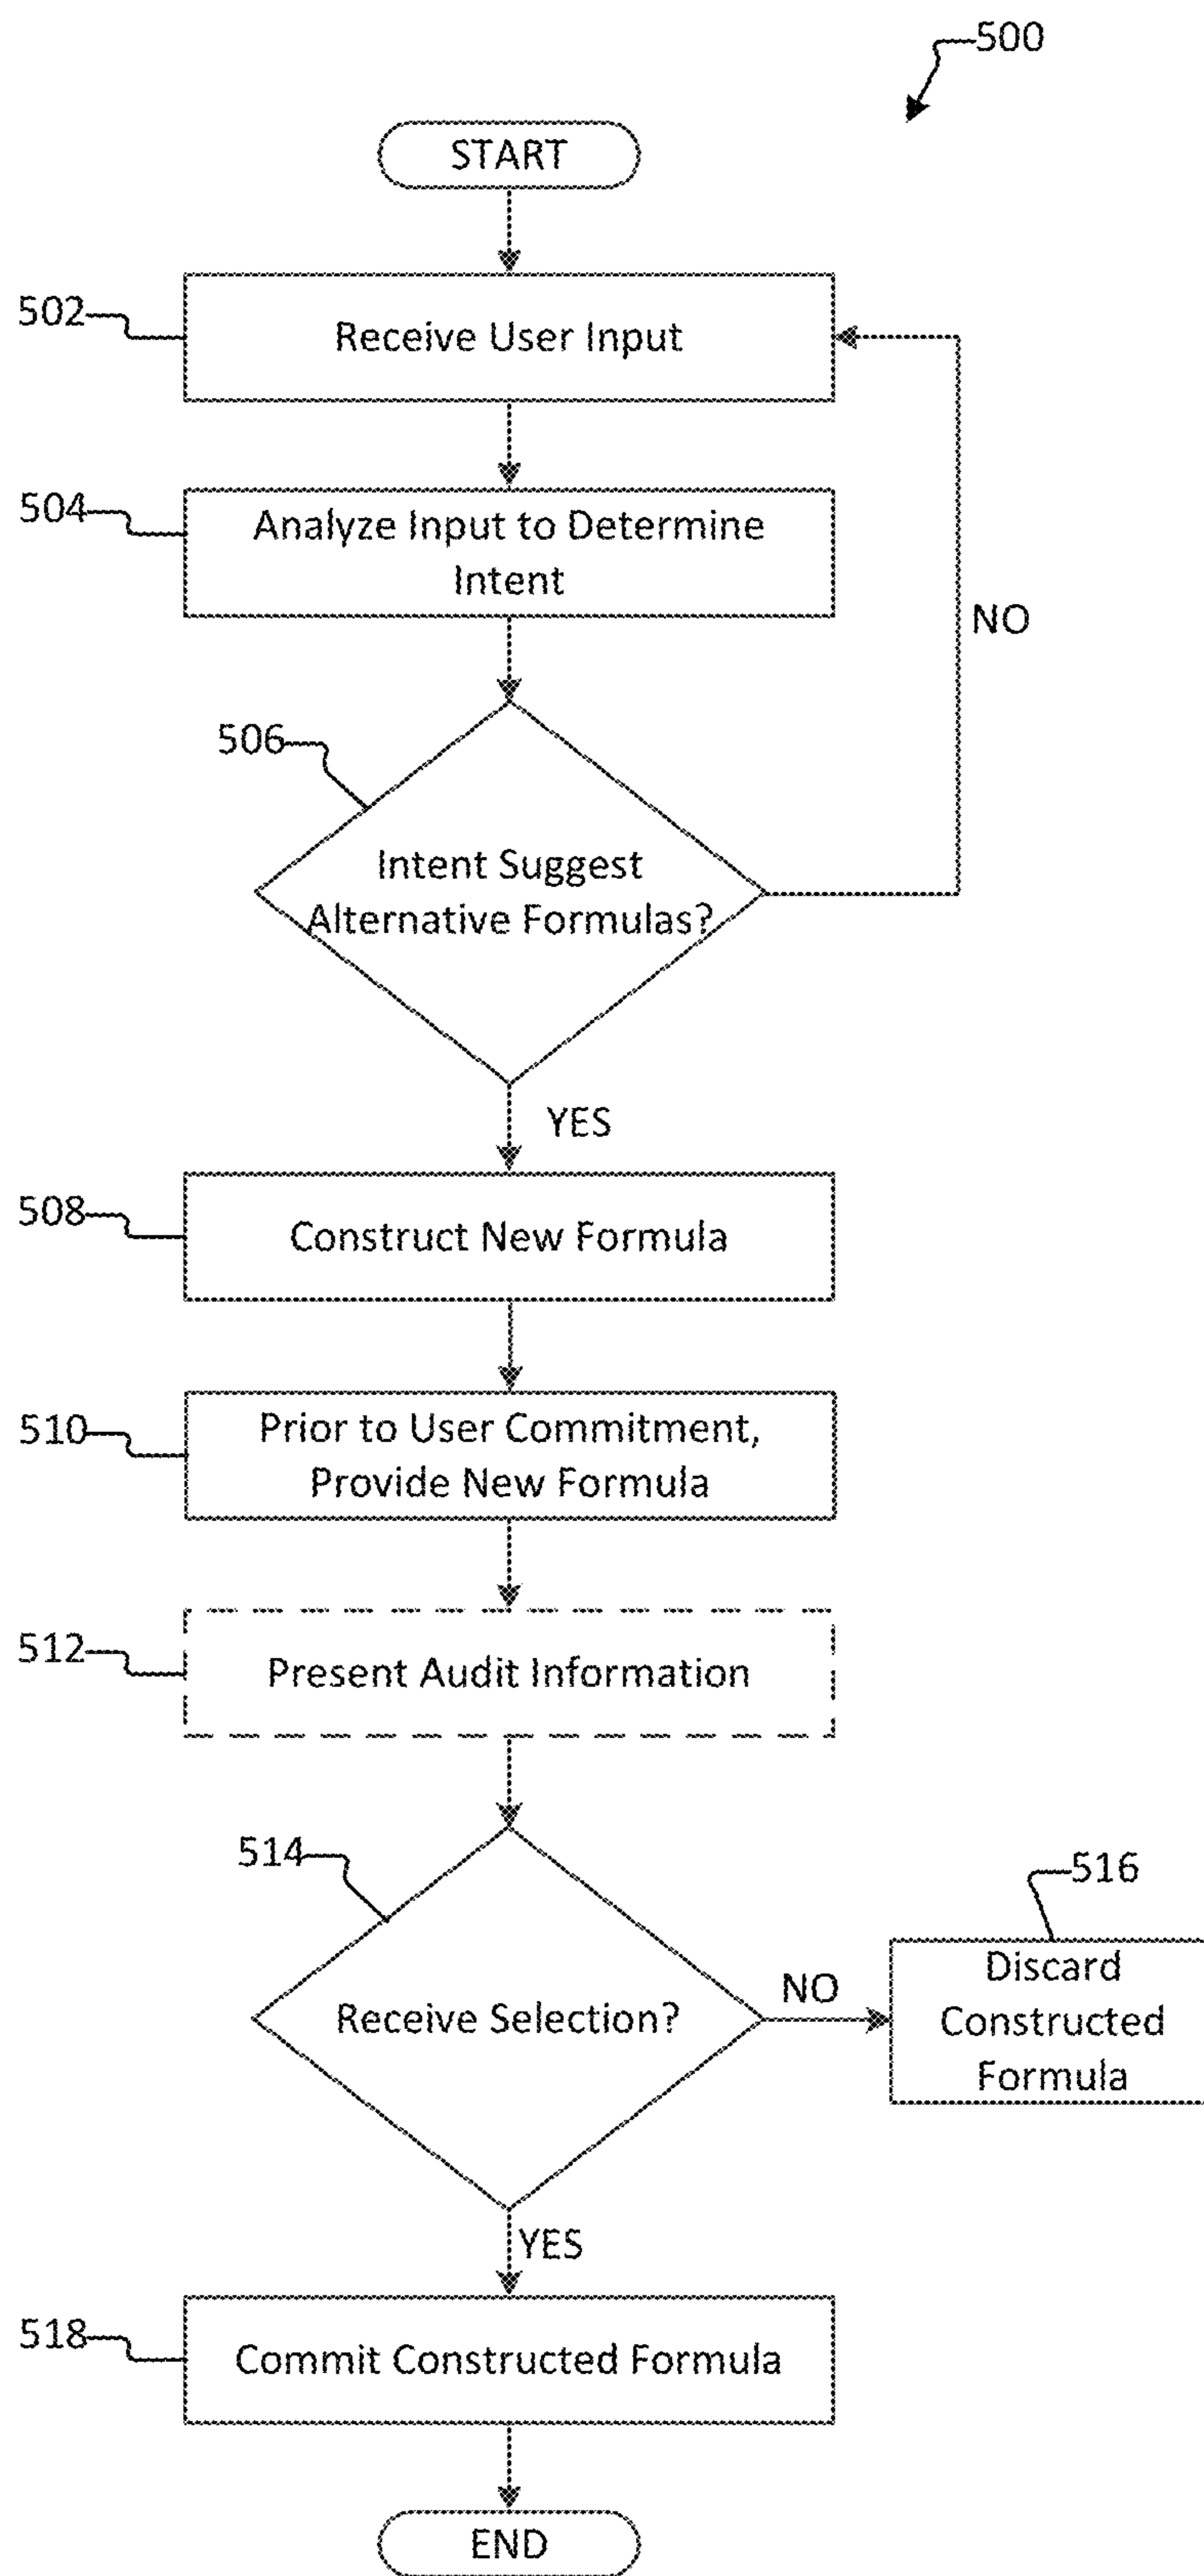 500
START
502
Receive User Input
504
Analyze Input to Determine
Intent
NO
506
Intent Suggest
Alternative Formulas?
YES
508
Construct New Formula
510
Prior to User Commitment,
Provide New Formula
512
Present Audit Information
514
516
Receive Selection?
NO
Discard
Constructed
Formula
YES
518
Commit Constructed Formula
END